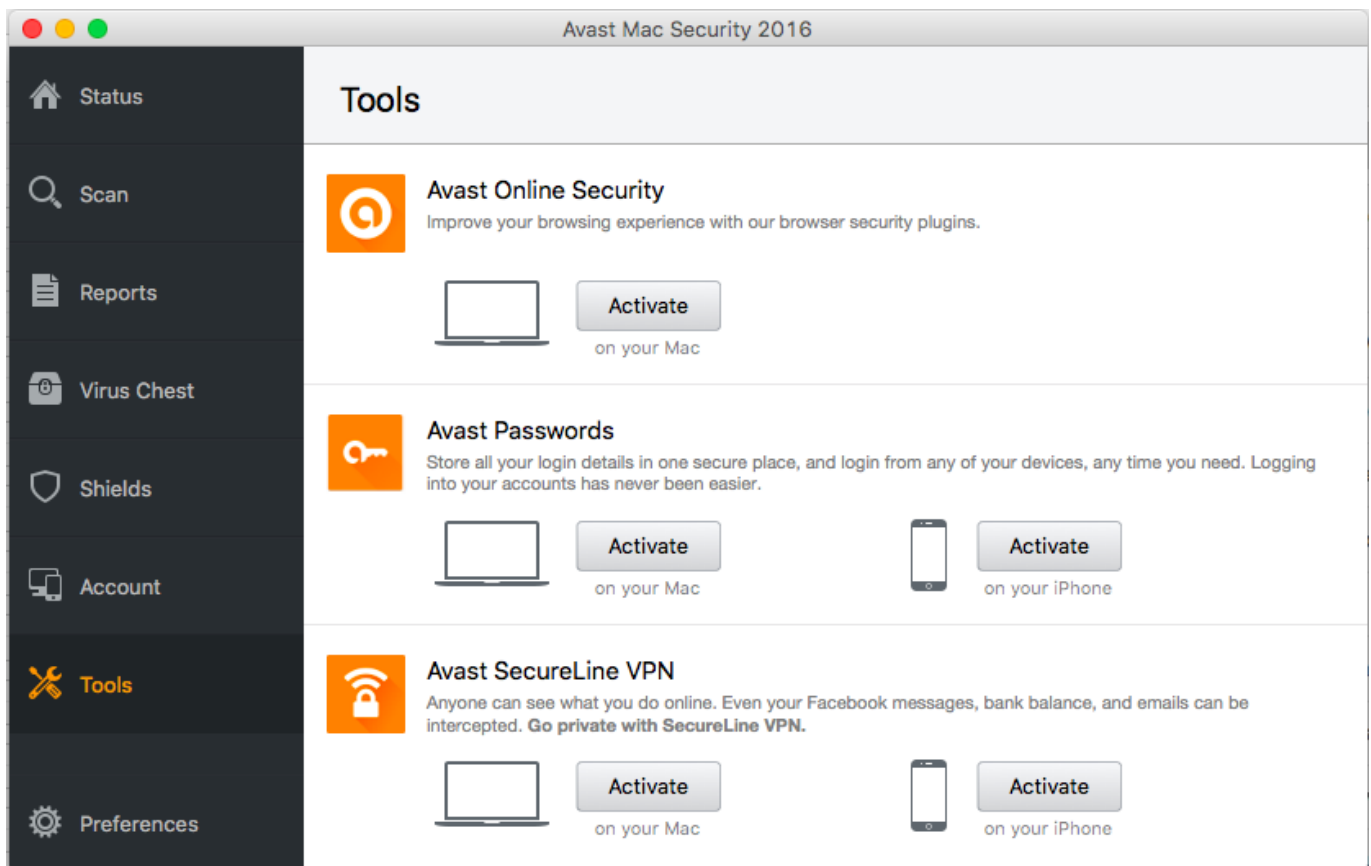 Avast Mac Security 2016
Status
Scan
Reports
Virus Chest
Shields
Account
Tools
Preferences
Tools
Avast Online Security
Improve your browsing experience with our browser security plugins.
Activate
on your Mac
Avast Passwords
Store all your login details in one secure place, and login from any of your devices, any time you need. Logging
into your accounts has never been easier.
Activate
on your Mac
Activate
on your iPhone
Avast SecureLine VPN
Anyone can see what you do online. Even your Facebook messages, bank balance, and emails can be
intercepted. Go private with SecureLine VPN.
Activate
on your Mac
Activate
on your iPhone